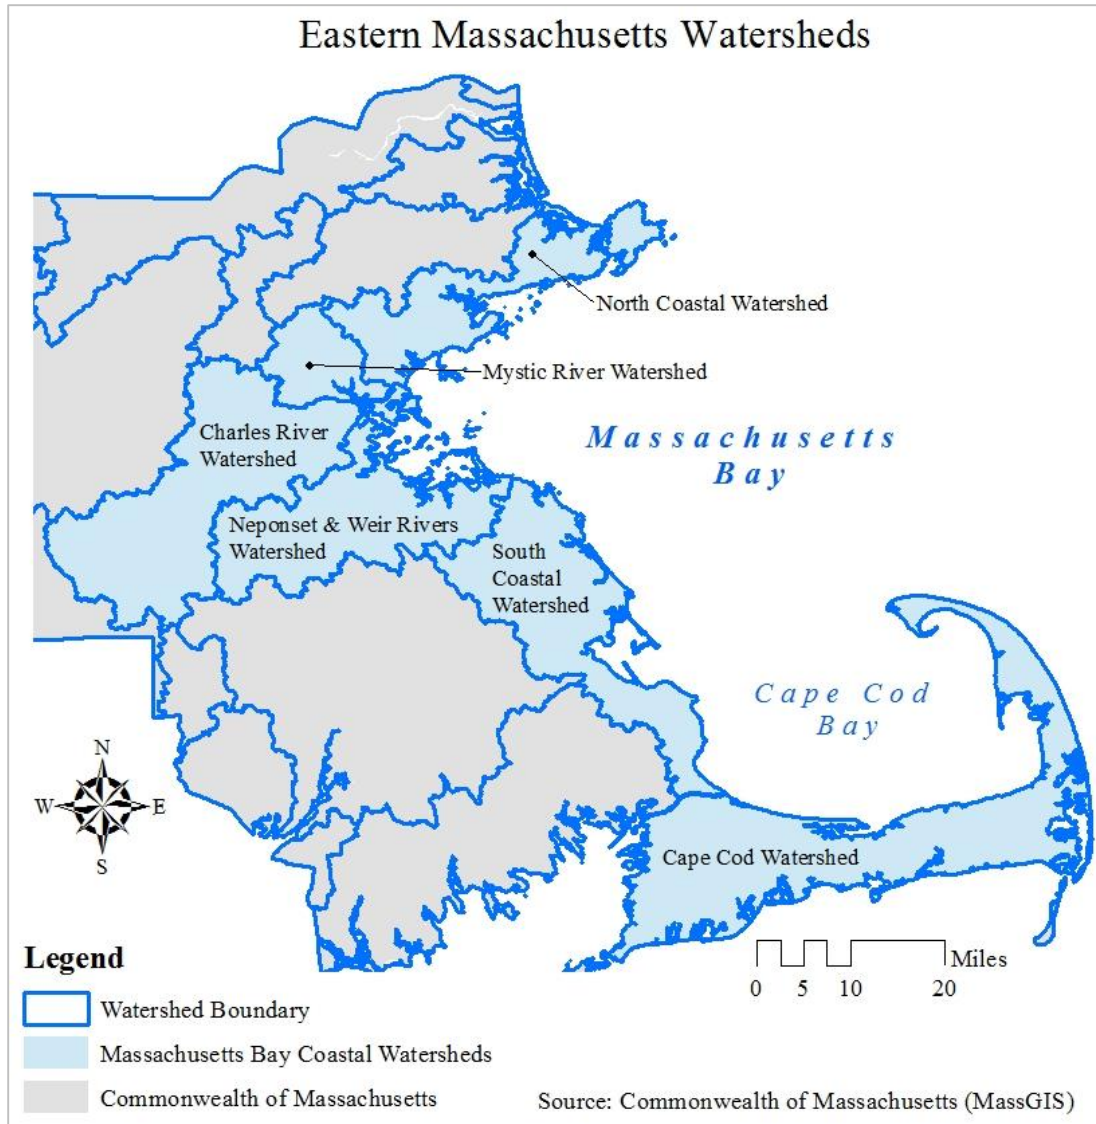 Eastern Massachusetts Watersheds
North Coastal Watershed
Mystic River Watershed
Charles River
Watershed
Massachusetts
Bay
Neponset & Weir Rivers
Watershed
South
Coastal
Watershed
Cape Cod
Bay
N
W
E
S
Cape Cod Watershed
Legend
Miles
0 5 10 20
Watershed Boundary
Massachusetts Bay Coastal Watersheds
Commonwealth of Massachusetts
Source: Commonwealth of Massachusetts (MassGIS)